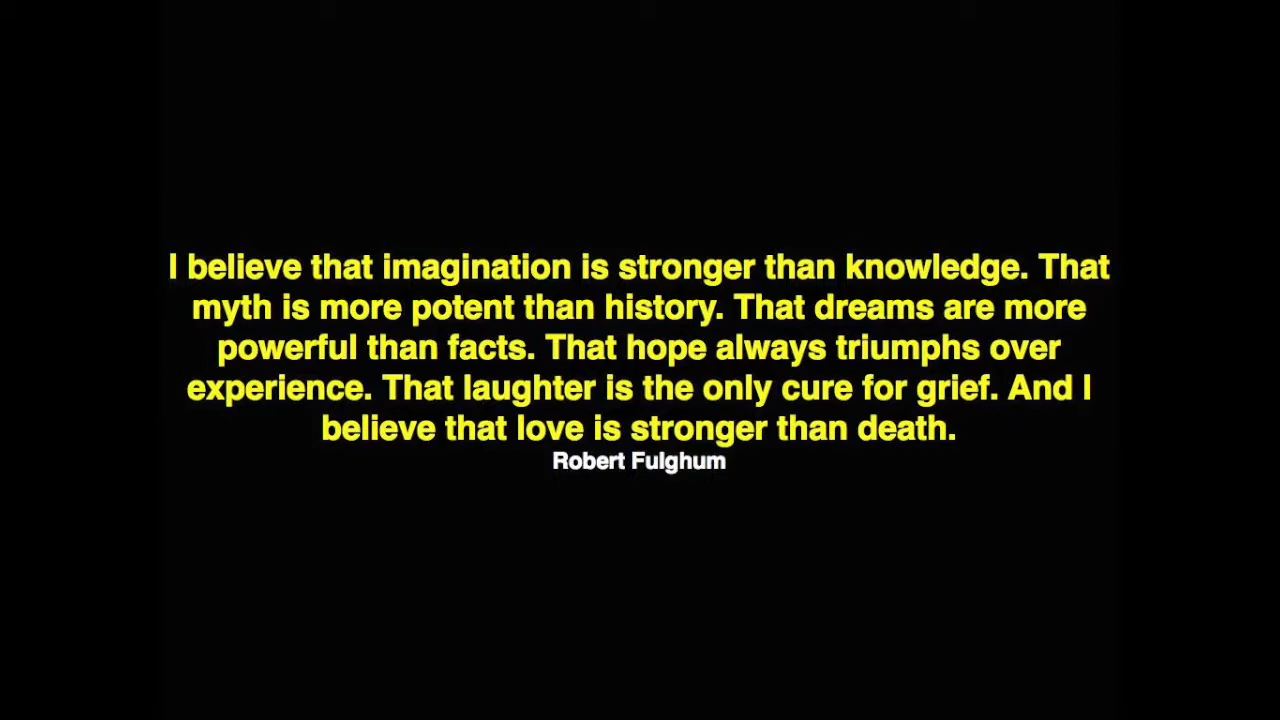 I believe that imagination is stronger than knowledge. That
myth is more potent than history. That dreams are more
powerful than facts. That hope always triumphs over
experience. That laughter is the only cure for grief. And I
believe that love is stronger than death.
Robert Fulghum